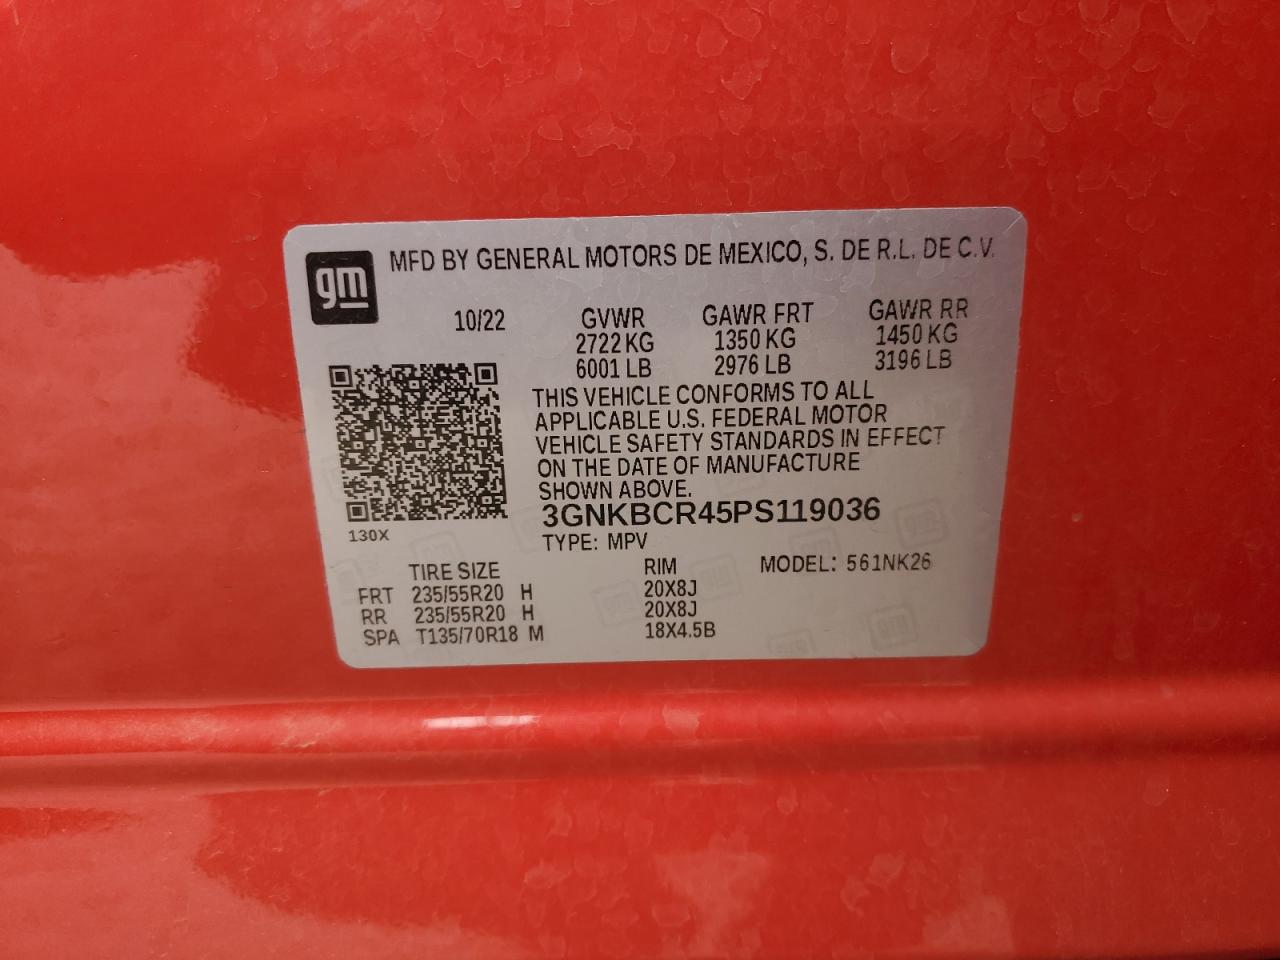 gm MFD BY GENERAL MOTORS DE MEXICO, S. DE R.L. DE C.V.
10/22 GVWR GAWR FRT GAWR RR
2722 KG 1350 KG 1450 KG
6001 LB 2976 LB 3196 LB
THIS VEHICLE CONFORMS TO ALL
APPLICABLE U.S. FEDERAL MOTOR
VEHICLE SAFETY STANDARDS IN EFFECT
ON THE DATE OF MANUFACTURE
SHOWN ABOVE.
3GNKBCR45PS119036
130X
TYPE: MPV
TIRE SIZE RIM MODEL: 561NK26
FRT 235/55R20 H 20X8J
RR 235/55R20 H 20X8J
SPA T135/70R18 M 18X4.5B